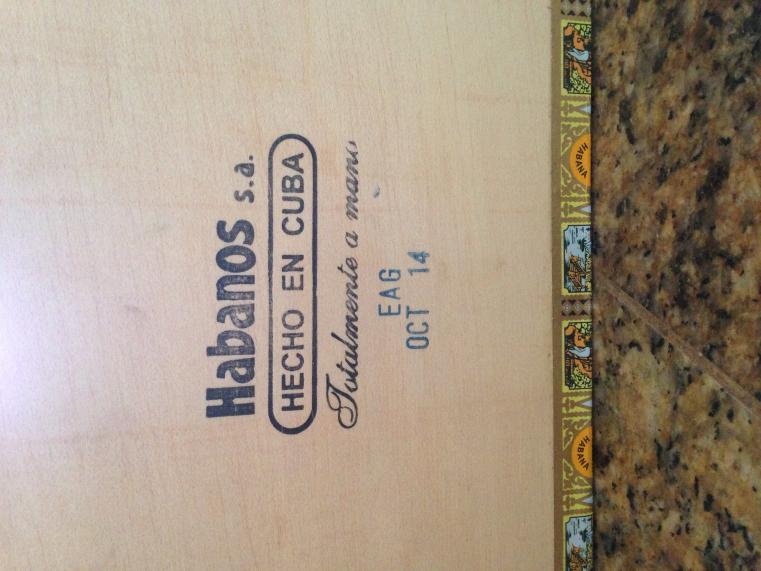 Habanos s.a.
HECHO EN CUBA
Totalmente a mano
EAG
OCT 14
HABANA
HABANA